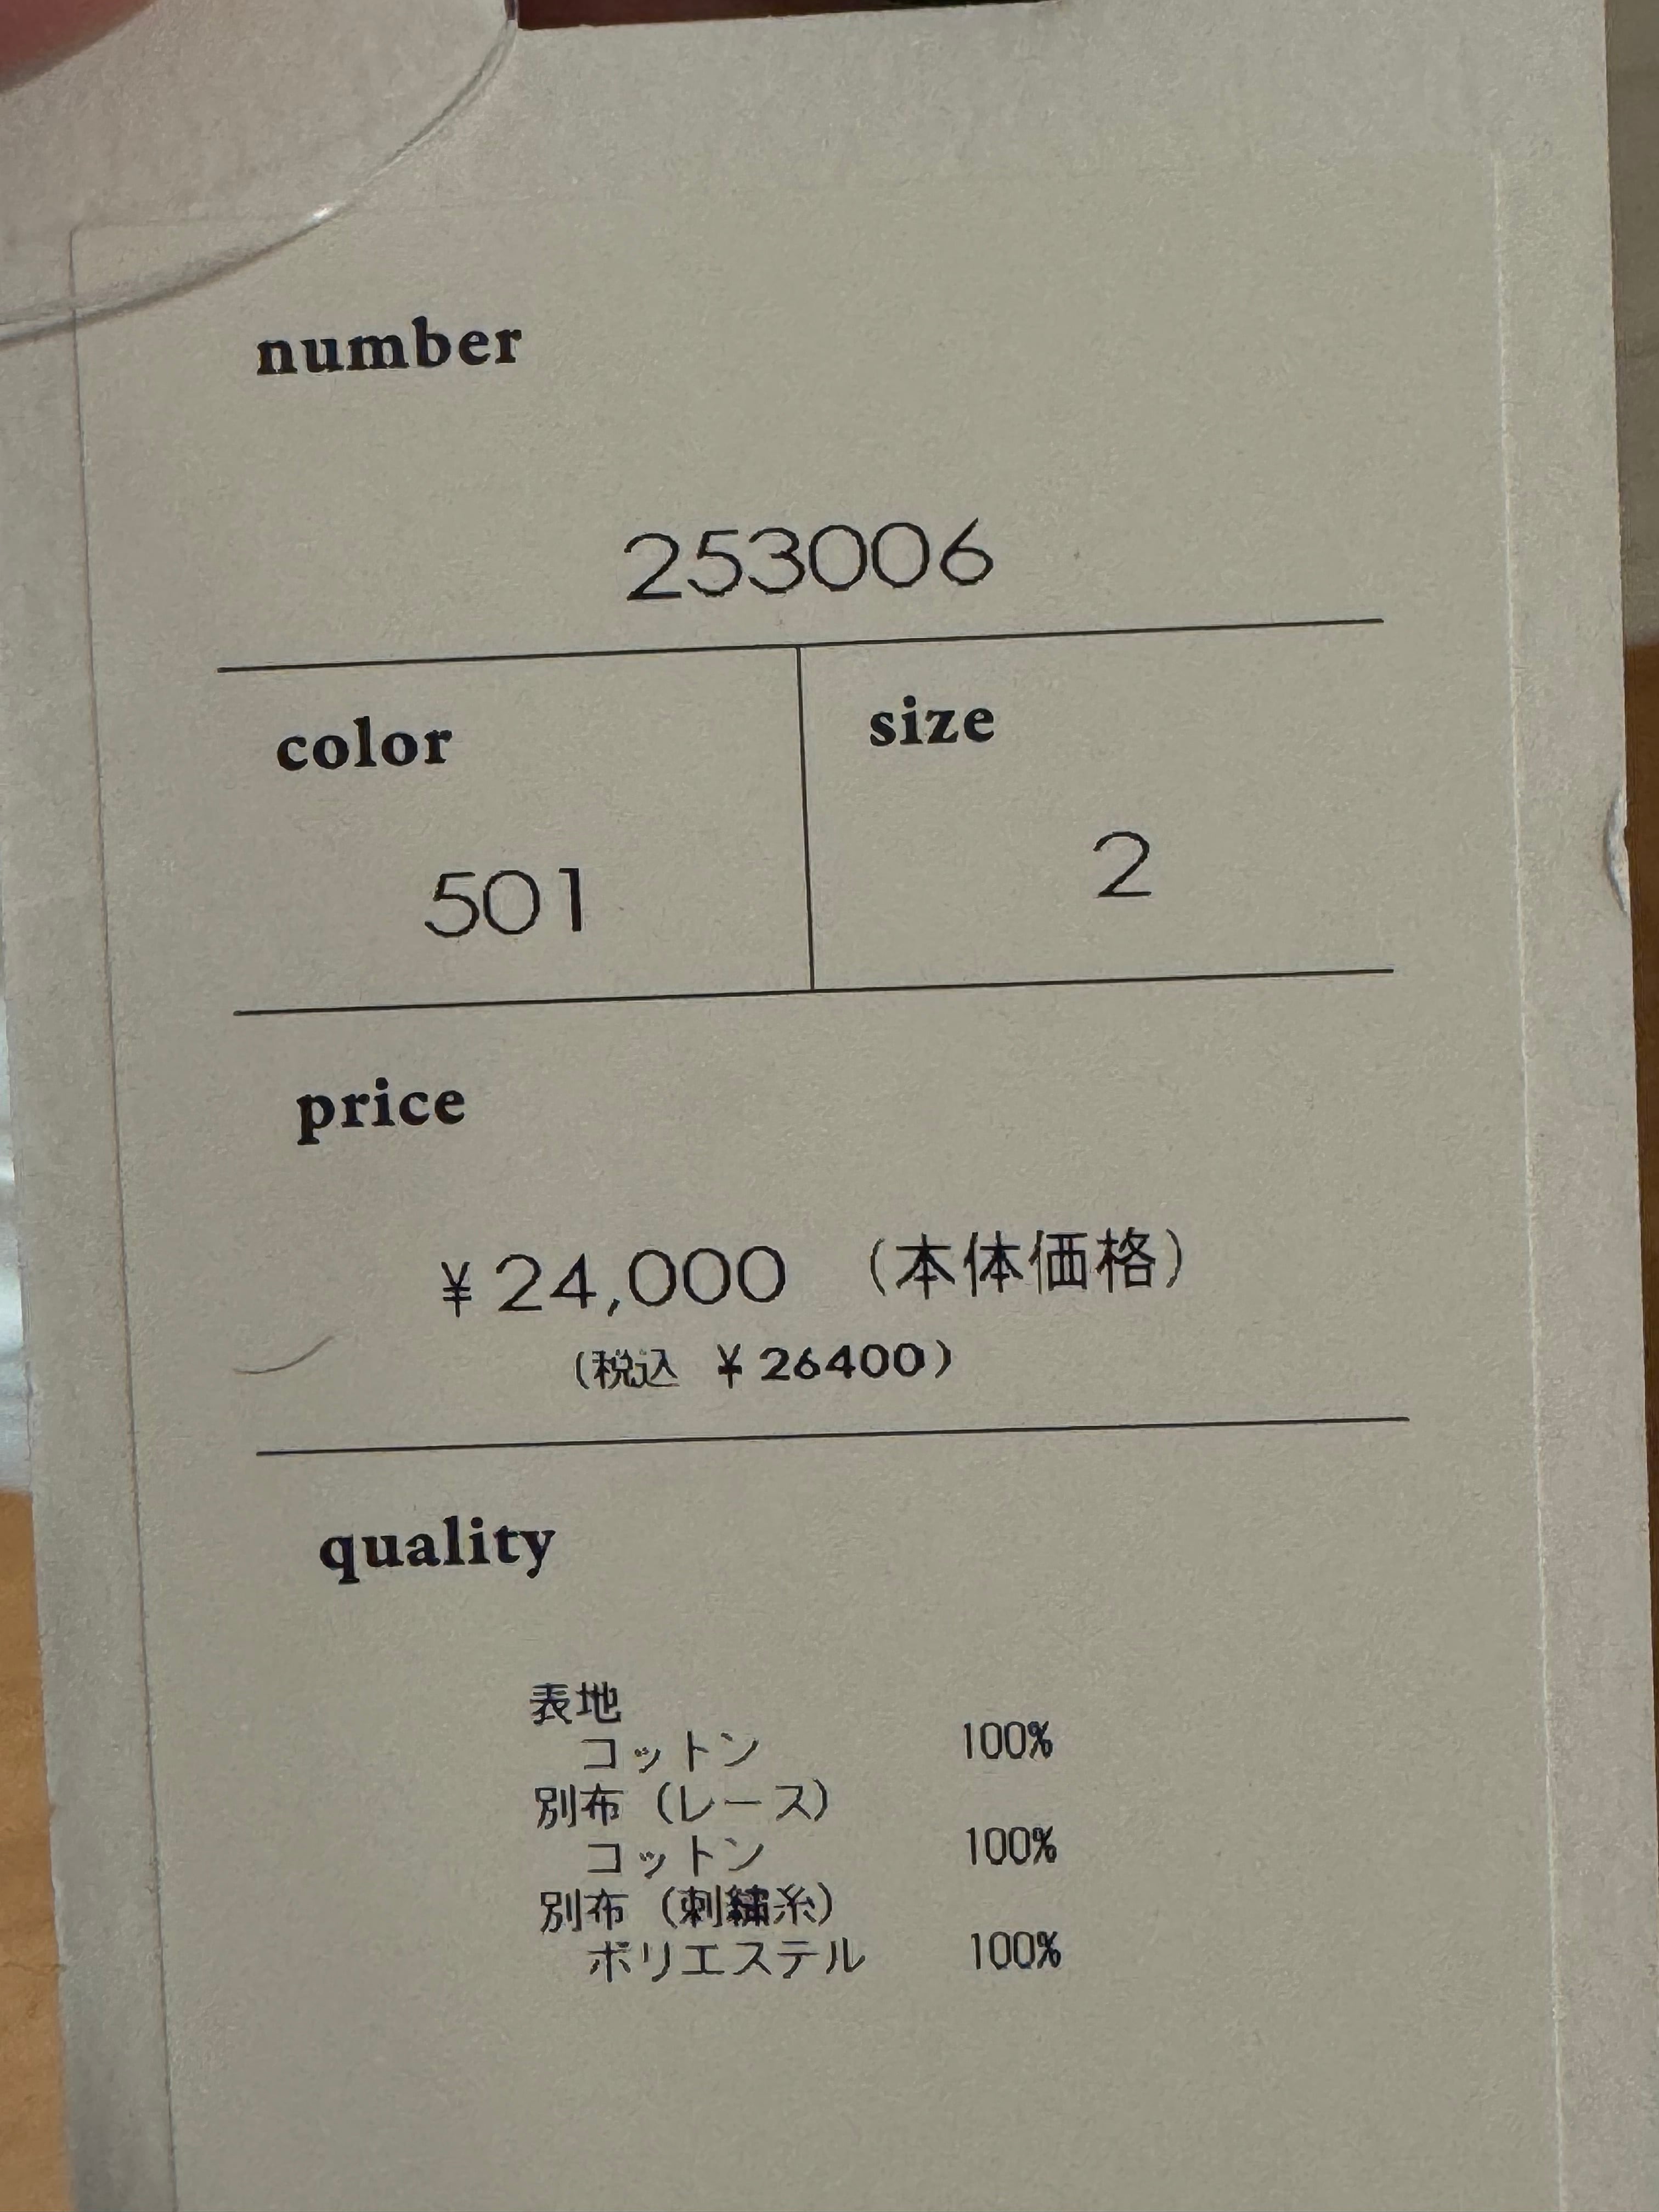 number
253006
color
size
501
2
price
¥24,000 (本体価格)
(税込 ¥26400)
quality
表地
コットン 100%
別布(レース)
コットン 100%
別布(刺繍糸)
ポリエステル 100%